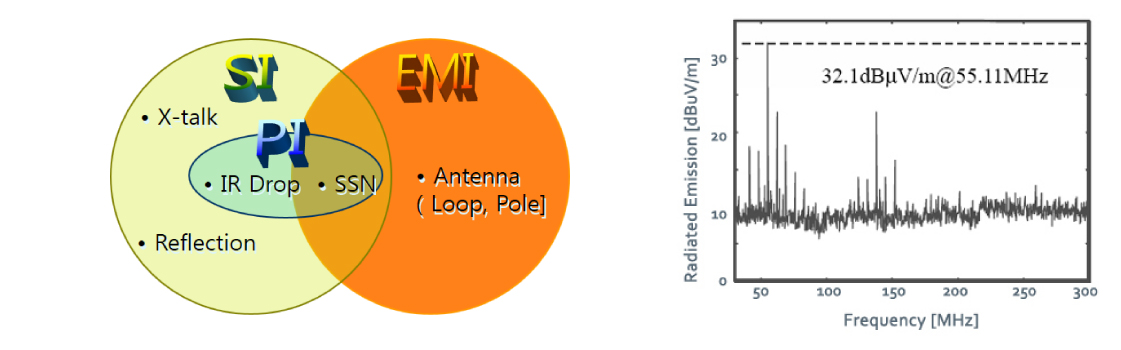 SI
EMI
• X-talk
PI
• IR Drop • SSN
• Antenna
( Loop, Pole]
• Reflection
32.1dBµV/m@55.11MHz
Radiated Emission [dBuV/m]
30
20
10
0
50 100 150 200 250 300
Frequency [MHz]